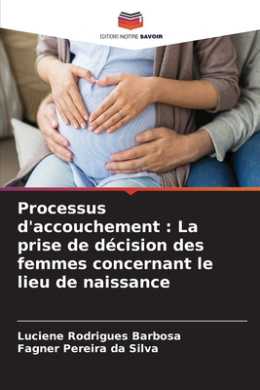 EDITIONS NOTRE SAVOIR
Processus
d'accouchement : La
prise de décision des
femmes concernant le
lieu de naissance
Luciene Rodrigues Barbosa
Fagner Pereira da Silva